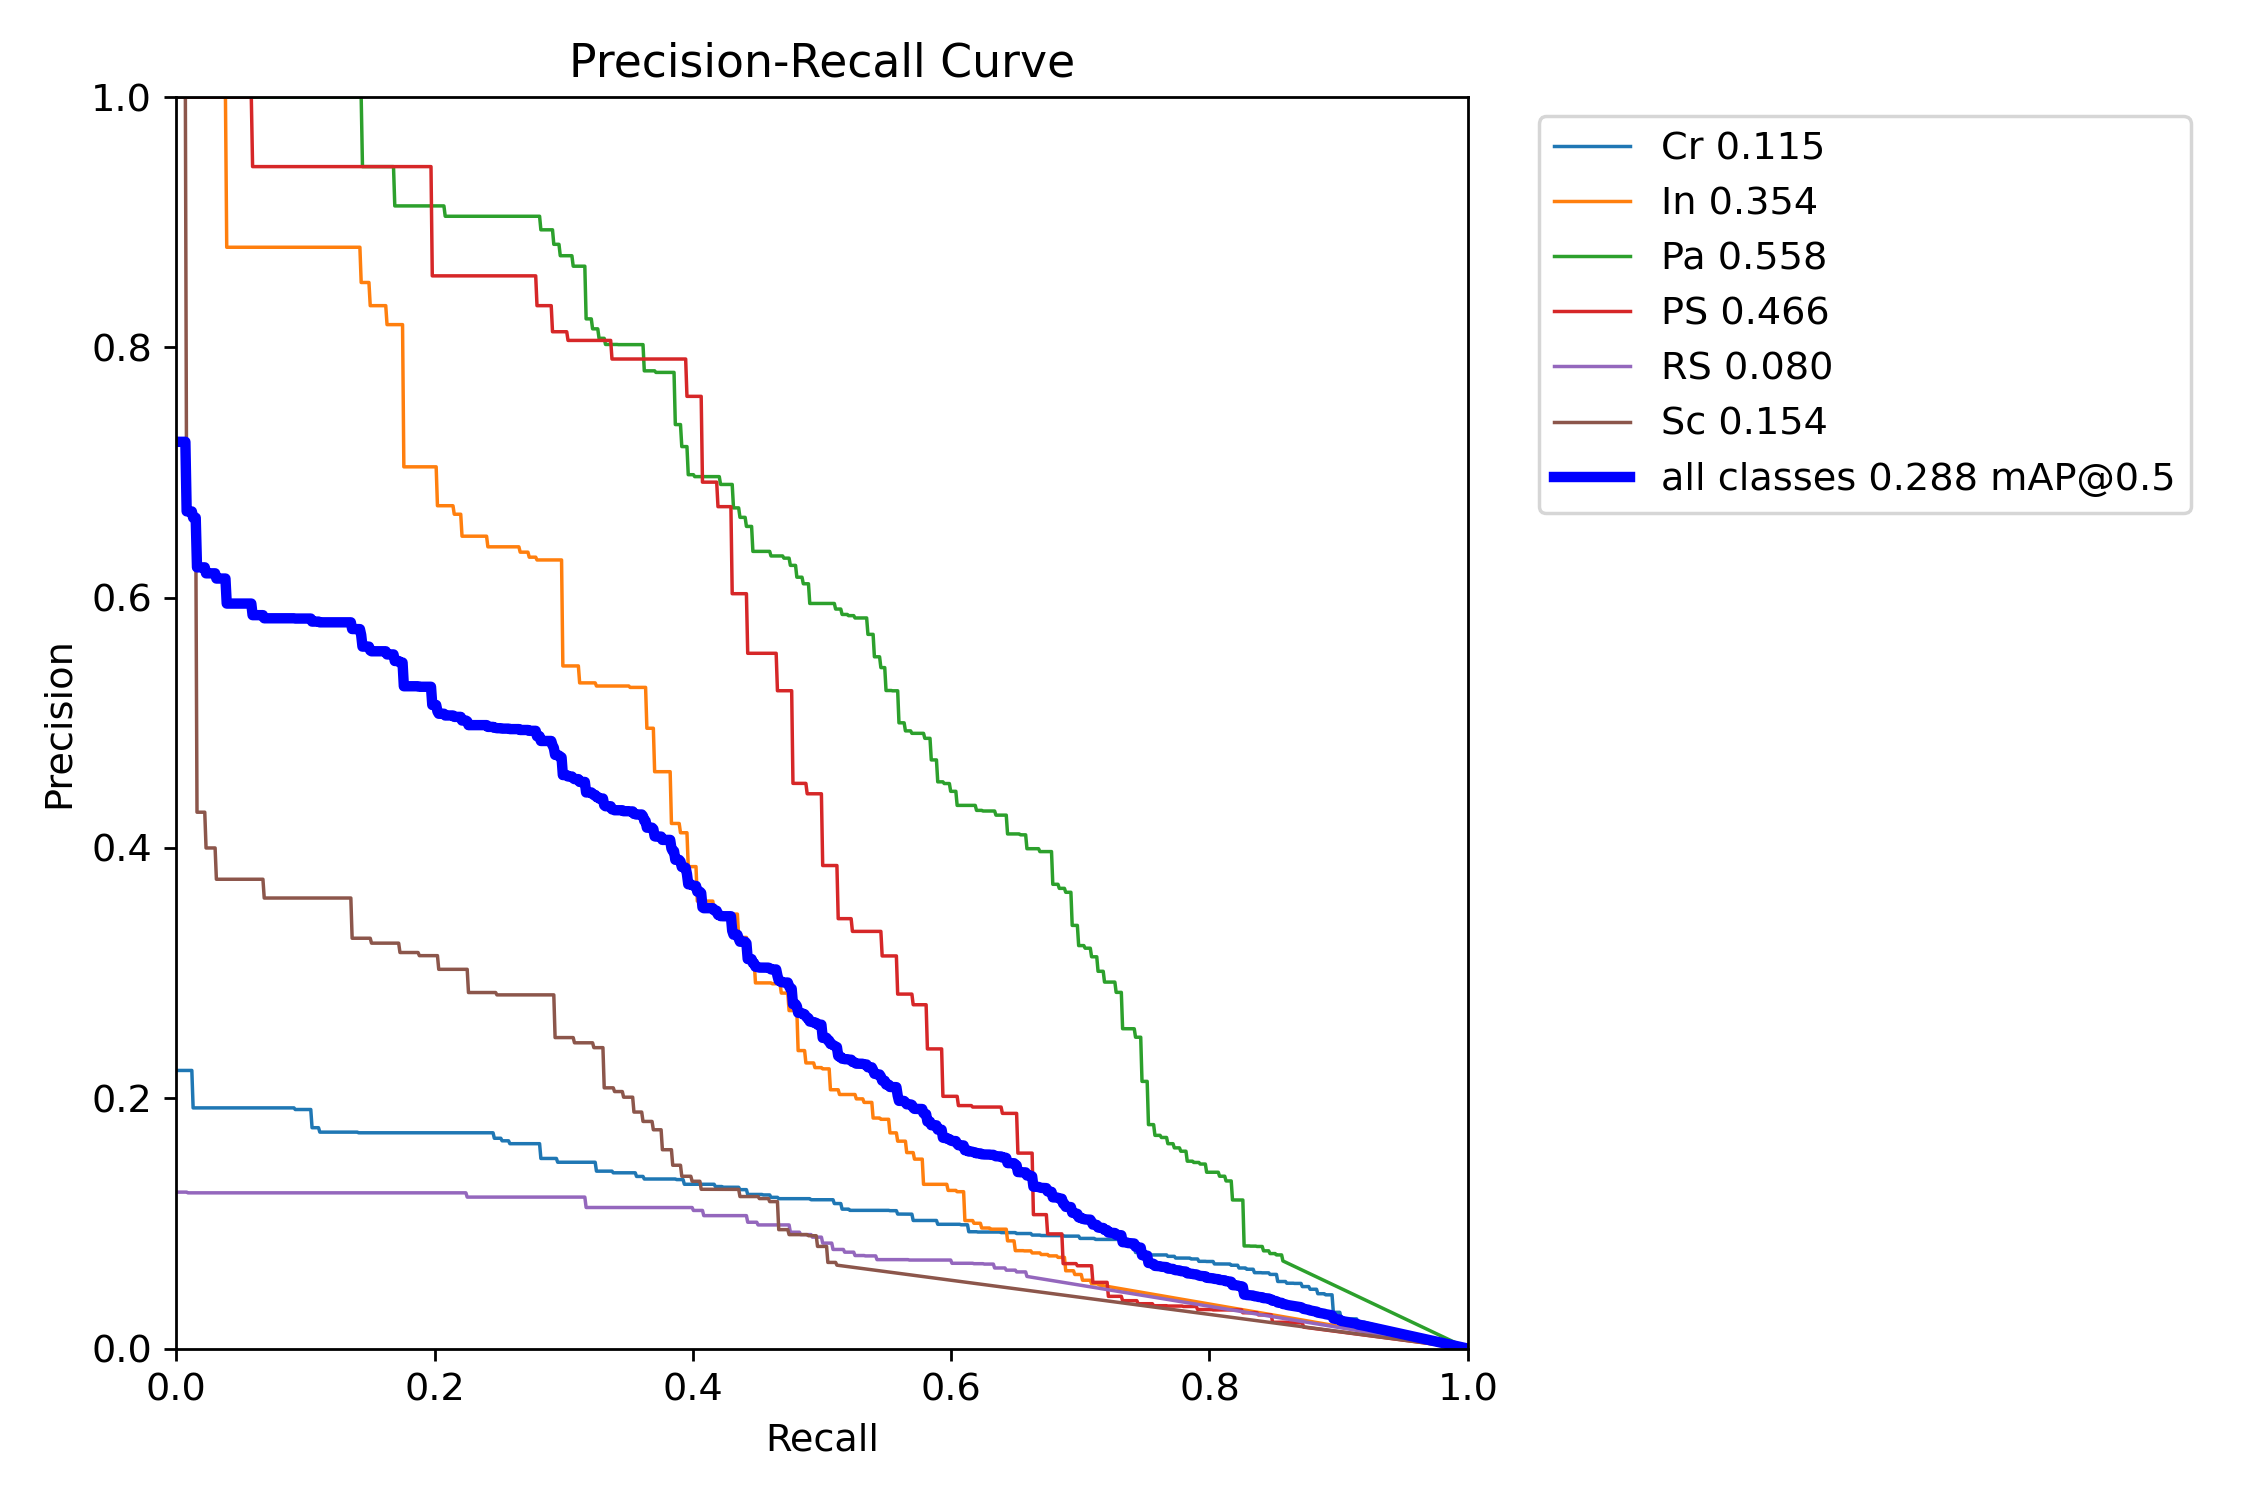 Precision-Recall Curve
1.0
0.8
0.6
0.4
0.2
0.0
Precision
0.0 0.2 0.4 0.6 0.8 1.0
Recall
Cr 0.115
In 0.354
Pa 0.558
PS 0.466
RS 0.080
Sc 0.154
all classes 0.288 mAP@0.5